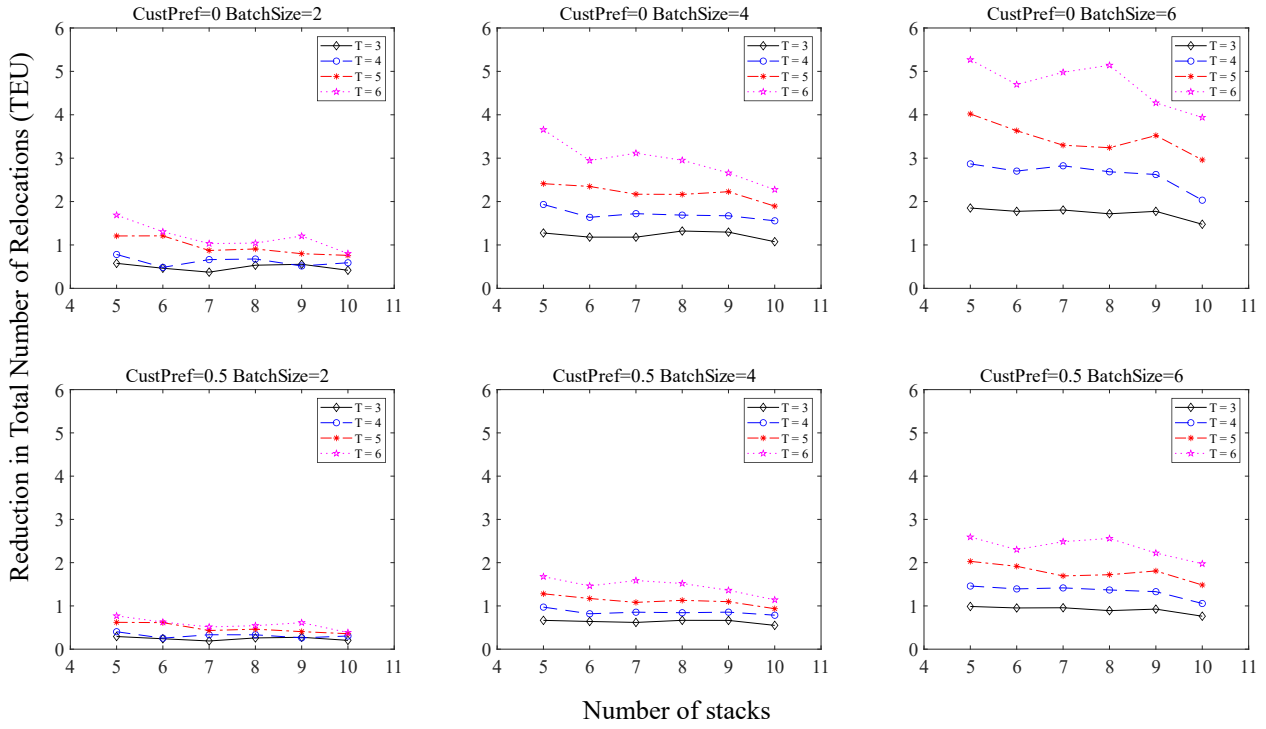 Reduction in Total Number of Relocations (TEU)
CustPref=0 BatchSize=2
6
5
4
3
2
1
0
4 5 6 7 8 9 10 11
T = 3
T = 4
T = 5
T = 6
CustPref=0 BatchSize=4
6
5
4
3
2
1
0
4 5 6 7 8 9 10 11
T = 3
T = 4
T = 5
T = 6
CustPref=0 BatchSize=6
6
5
4
3
2
1
0
4 5 6 7 8 9 10 11
T = 3
T = 4
T = 5
T = 6
CustPref=0.5 BatchSize=2
6
5
4
3
2
1
0
4 5 6 7 8 9 10 11
T = 3
T = 4
T = 5
T = 6
CustPref=0.5 BatchSize=4
6
5
4
3
2
1
0
4 5 6 7 8 9 10 11
T = 3
T = 4
T = 5
T = 6
CustPref=0.5 BatchSize=6
6
5
4
3
2
1
0
4 5 6 7 8 9 10 11
T = 3
T = 4
T = 5
T = 6
Number of stacks